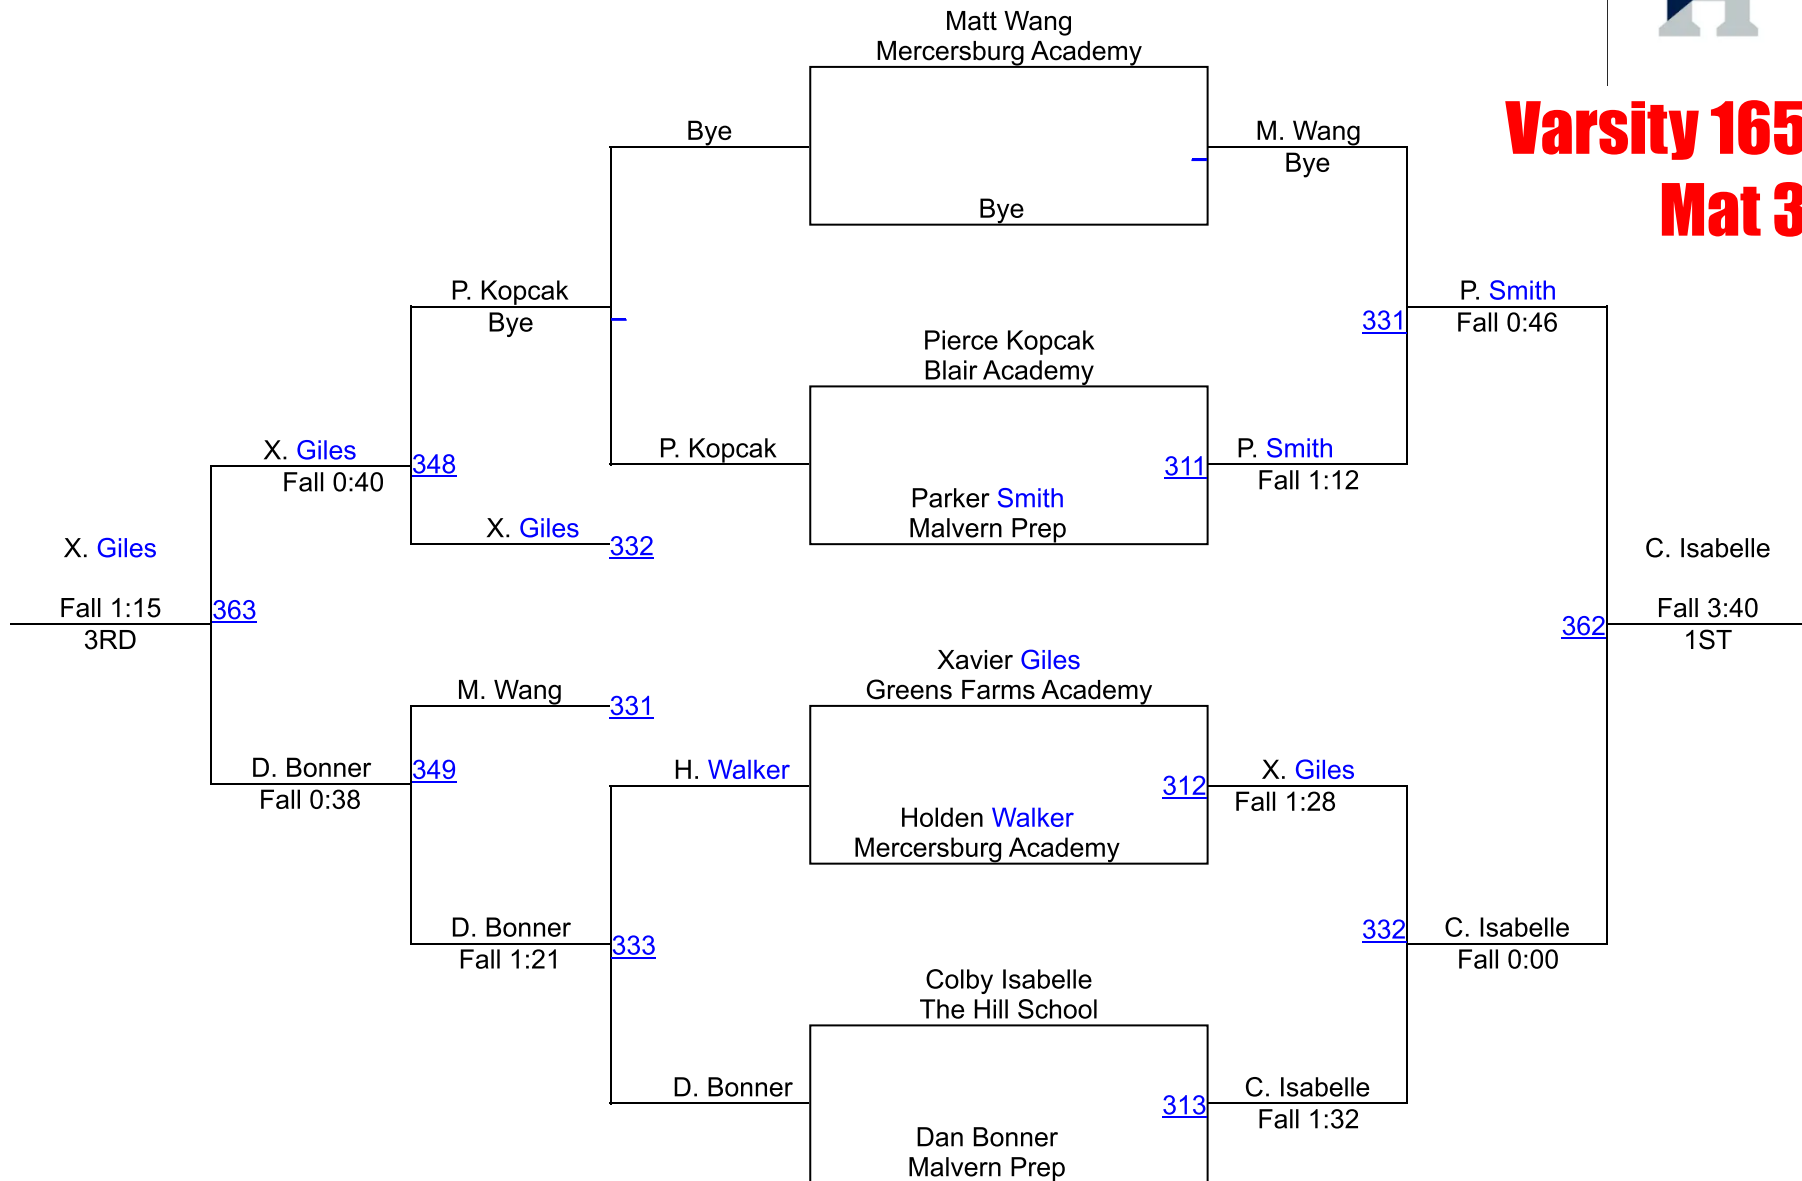 Matt Wang
Mercersburg Academy
Bye
M. Wang
Bye
Bye
Varsity 165
Mat 3
P. Kopcak
Bye
Pierce Kopcak
Blair Academy
331
P. Smith
Fall 0:46
X. Giles
Fall 0:40
348
P. Kopcak
311
P. Smith
Fall 1:12
Parker Smith
Malvern Prep
X. Giles
332
X. Giles
Fall 1:15
3RD
363
C. Isabelle
Fall 3:40
1ST
362
Xavier Giles
Greens Farms Academy
M. Wang
331
D. Bonner
Fall 0:38
349
H. Walker
312
X. Giles
Fall 1:28
Holden Walker
Mercersburg Academy
D. Bonner
Fall 1:21
333
332
C. Isabelle
Fall 0:00
Colby Isabelle
The Hill School
D. Bonner
313
C. Isabelle
Fall 1:32
Dan Bonner
Malvern Prep